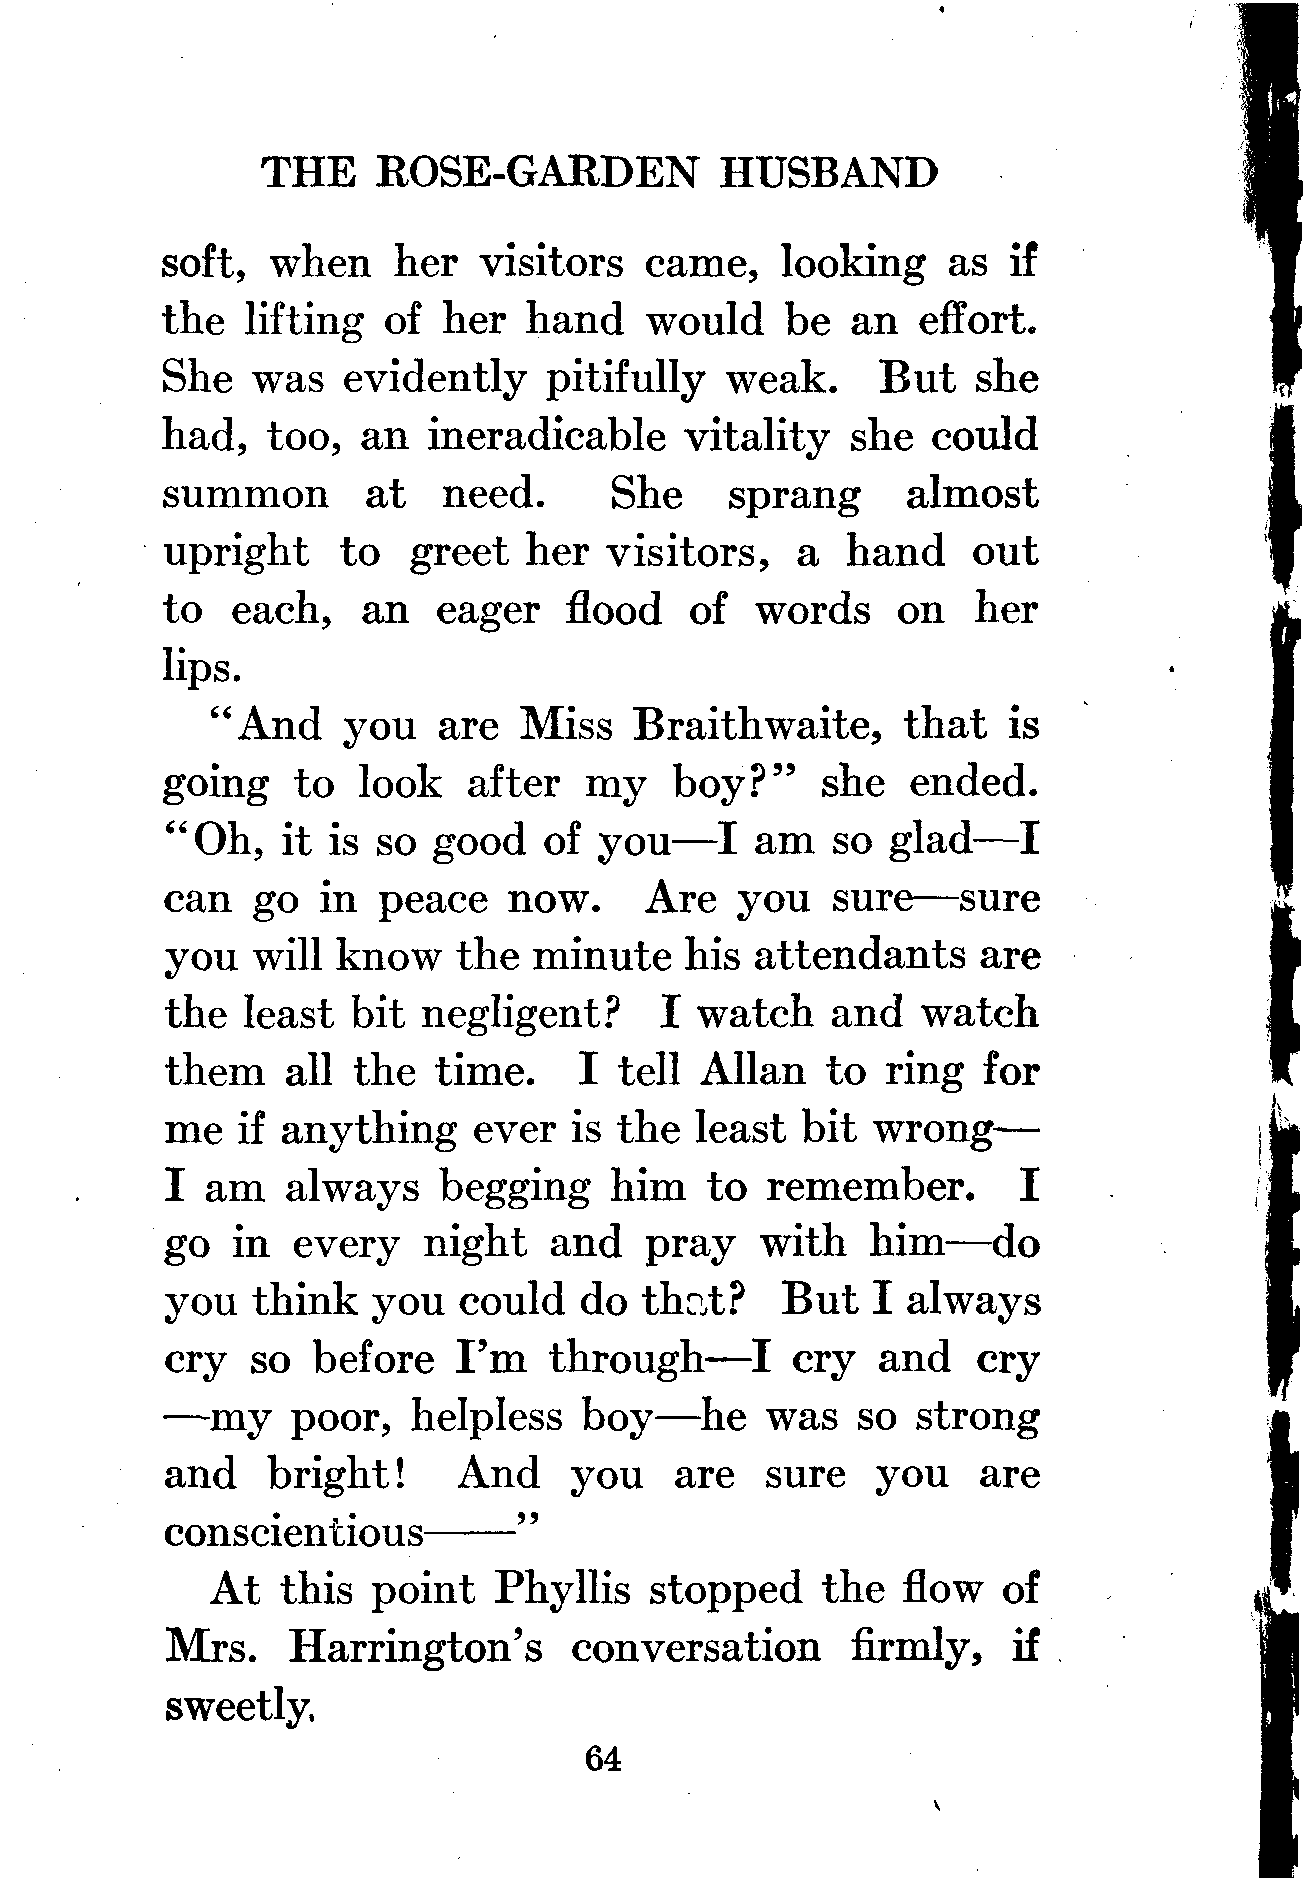 THE ROSE-GARDEN HUSBAND
soft, when her visitors came, looking as if
the lifting of her hand would be an effort.
She was evidently pitifully weak. But she
had, too, an ineradicable vitality she could
summon at need. She sprang almost
upright to greet her visitors, a hand out
to each, an eager flood of words on her
lips.
“And you are Miss Braithwaite, that is
going to look after my boy?” she ended.
“Oh, it is so good of you—I am so glad—I
can go in peace now. Are you sure—sure
you will know the minute his attendants are
the least bit negligent? I watch and watch
them all the time. I tell Allan to ring for
me if anything ever is the least bit wrong—
I am always begging him to remember. I
go in every night and pray with him—do
you think you could do that? But I always
cry so before I’m through—I cry and cry
—my poor, helpless boy—he was so strong
and bright! And you are sure you are
conscientious——”
At this point Phyllis stopped the flow of
Mrs. Harrington’s conversation firmly, if
sweetly.
64